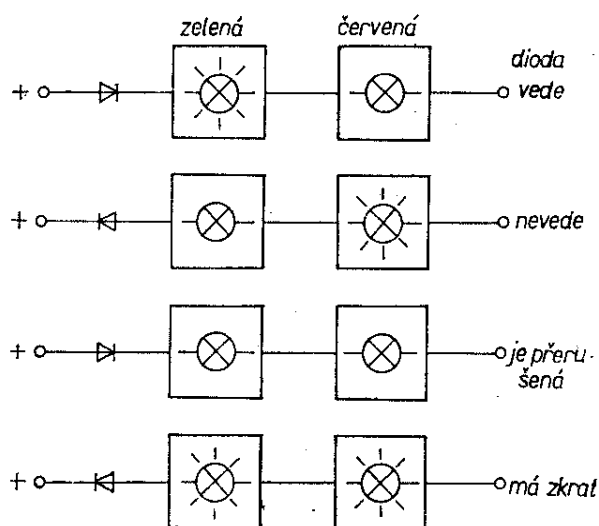 zelená
červená
dioda
vede
nevede
je přeru-
šená
má zkrat